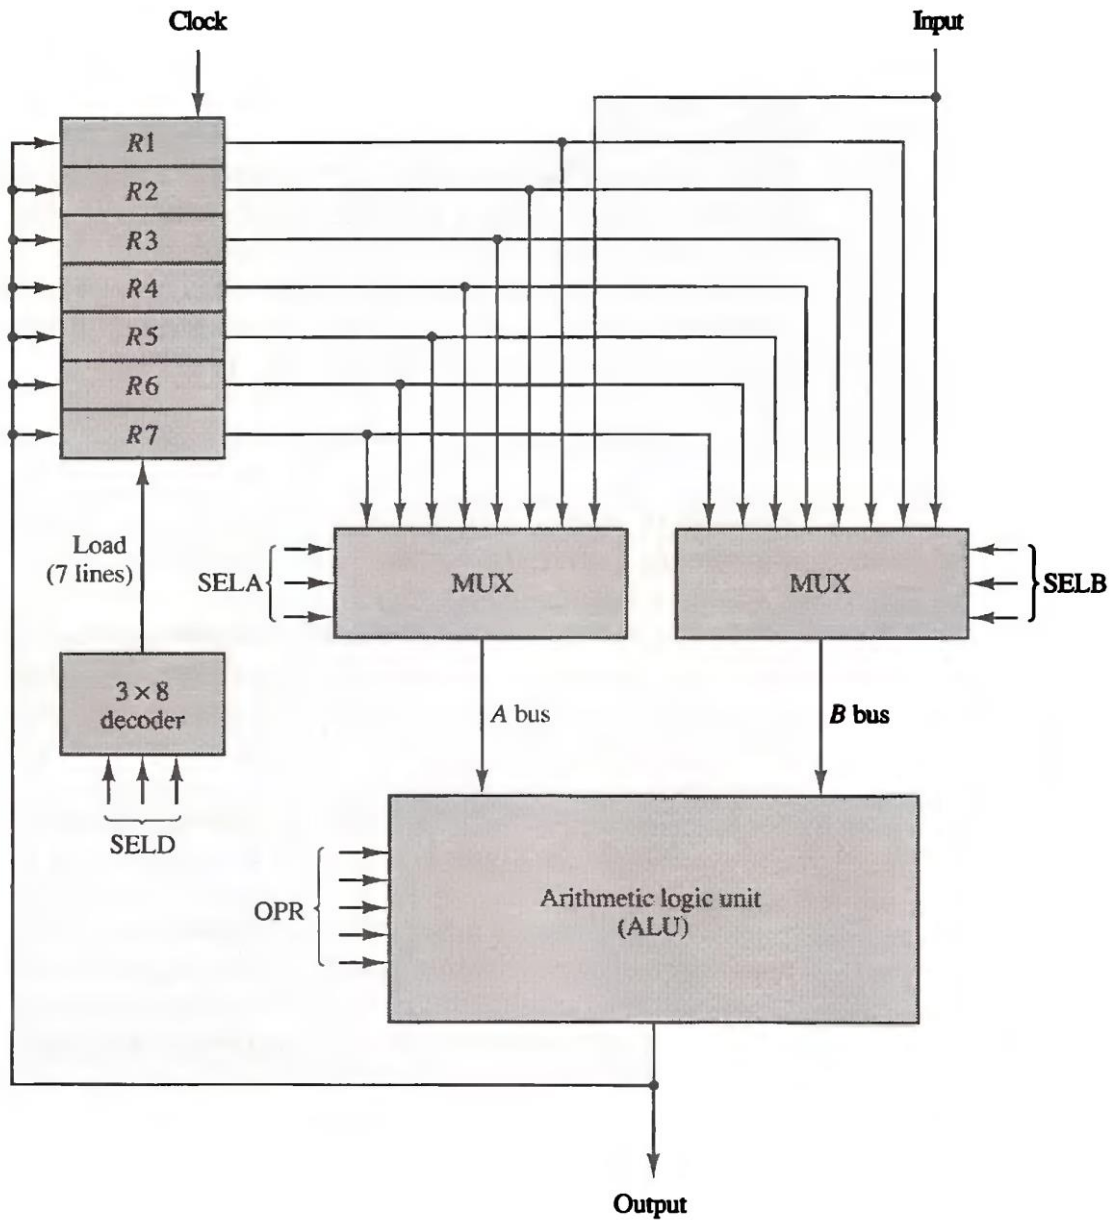 Clock
Input
R1
R2
R3
R4
R5
R6
R7
Load
(7 lines)
SELA
MUX
MUX
SELB
3 × 8
decoder
A bus
B bus
SELD
OPR
Arithmetic logic unit
(ALU)
Output